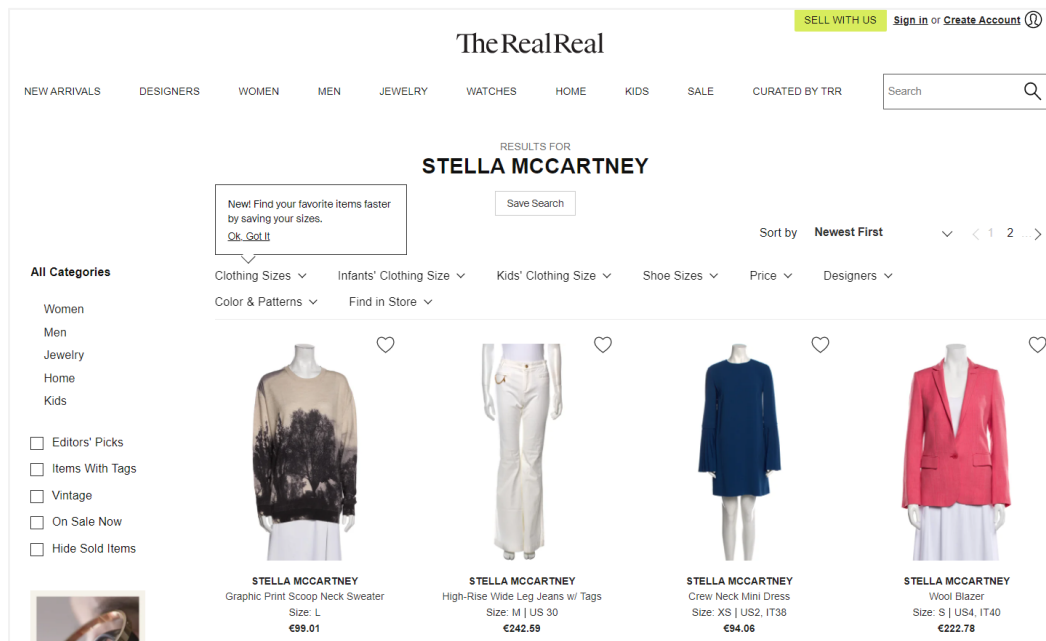 SELL WITH US
Sign in or Create Account
TheRealReal
NEW ARRIVALS
DESIGNERS
WOMEN
MEN
JEWELRY
WATCHES
HOME
KIDS
SALE
CURATED BY TRR
Search
RESULTS FOR
STELLA MCCARTNEY
New! Find your favorite items faster
by saving your sizes.
Ok, Got It
Save Search
Sort by
Newest First
1 2 ...
All Categories
Women
Men
Jewelry
Home
Kids
Editors' Picks
Items With Tags
Vintage
On Sale Now
Hide Sold Items
Clothing Sizes
Infants' Clothing Size
Kids' Clothing Size
Shoe Sizes
Price
Designers
Color & Patterns
Find in Store
STELLA MCCARTNEY
Graphic Print Scoop Neck Sweater
Size: L
€99.01
STELLA MCCARTNEY
High-Rise Wide Leg Jeans w/ Tags
Size: M | US 30
€242.59
STELLA MCCARTNEY
Crew Neck Mini Dress
Size: XS | US2, IT38
€94.06
STELLA MCCARTNEY
Wool Blazer
Size: S | US4, IT40
€222.78